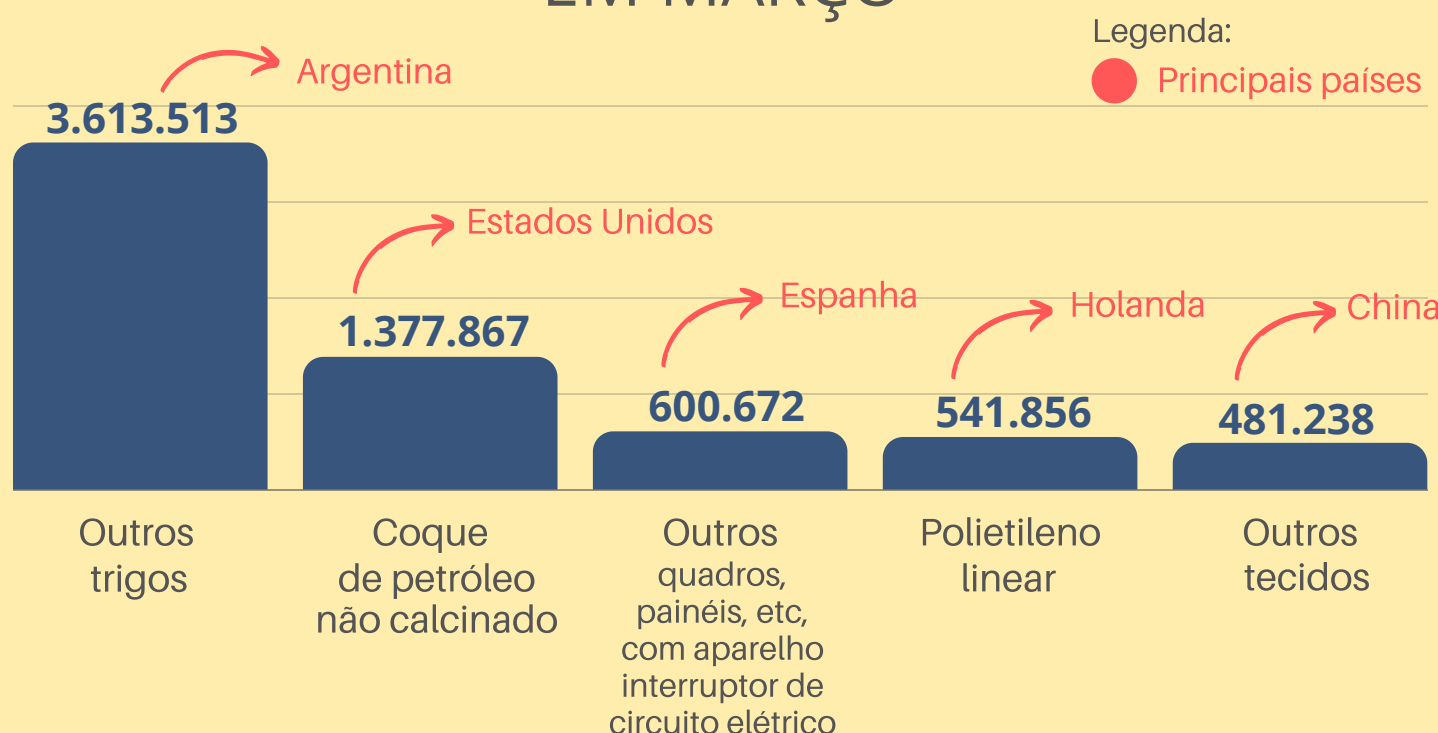 EM MARÇO
Legenda:
Principais países
Argentina
3.613.513
Estados Unidos
1.377.867
Espanha
600.672
Holanda
541.856
China
481.238
Outros
trigos
Coque
de petróleo
não calcinado
Outros
quadros,
painéis, etc,
com aparelho
interruptor de
circuito elétrico
Polietileno
linear
Outros
tecidos